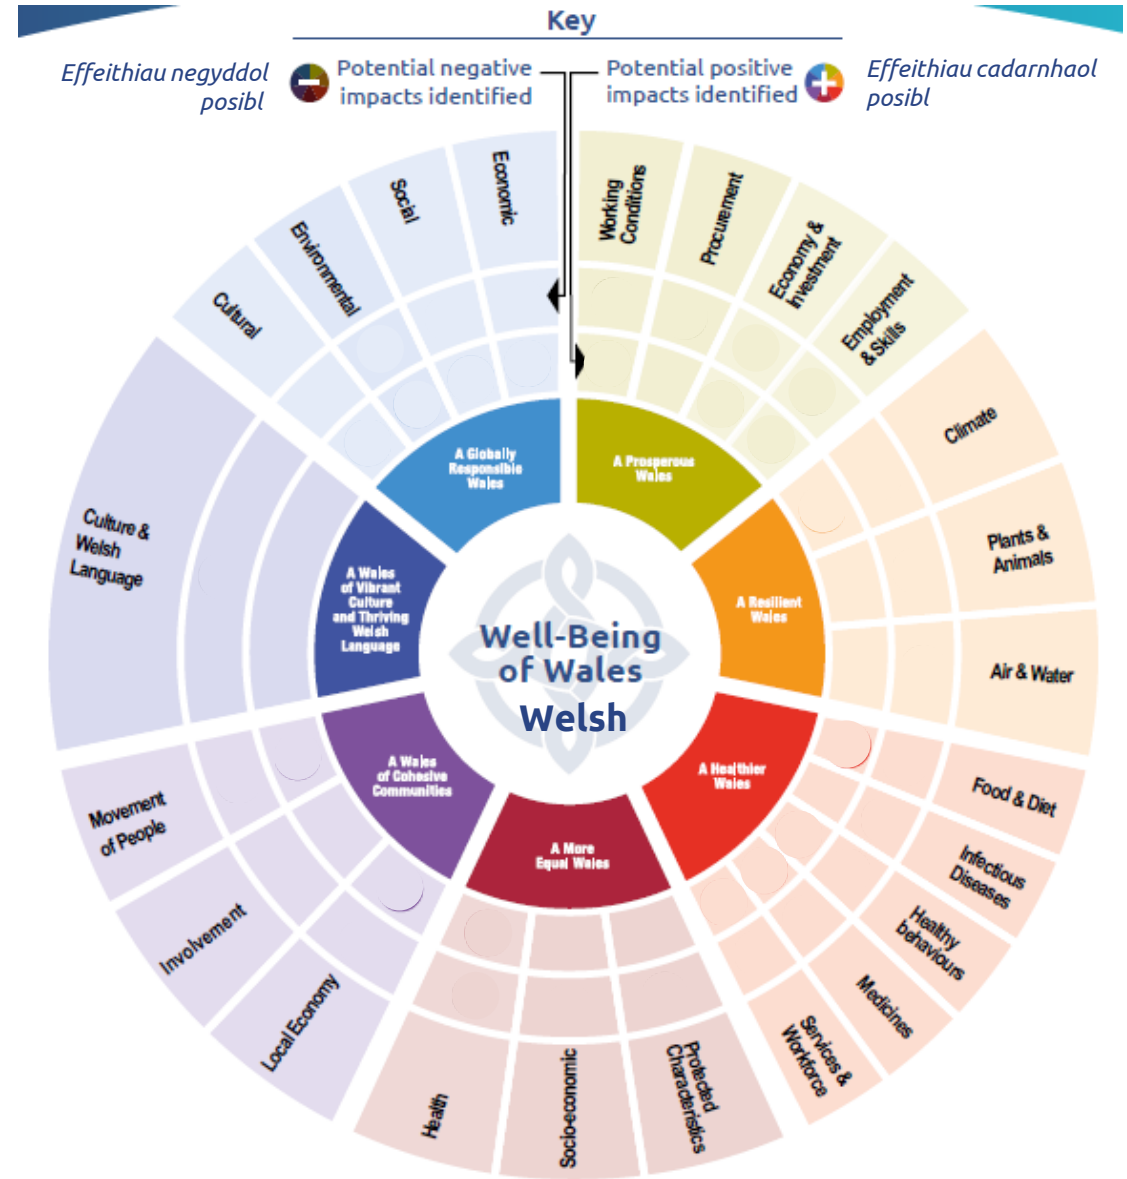 Key
Effeithiau negyddol
posibl
Potential negative
impacts identified
Potential positive
impacts identified
Effeithiau cadarnhaol
posibl
Cultural
Environmental
Social
Economic
Working
Conditions
Procurement
Economy &
Investment
Employment
& Skills
Climate
Plants &
Animals
Air & Water
Food & Diet
Infectious
Diseases
Healthy
behaviours
Medicines
Services &
Workforce
Protected
Characteristics
Socio-economic
Health
Local Economy
Involvement
Movement
of People
Culture &
Welsh
Language
A Globally
Responsible
Wales
A Prosperous
Wales
A Resilient
Wales
A Healthier
Wales
A More
Equal Wales
A Wales
of Cohesive
Communities
A Wales
of Vibrant
Culture
and Thriving
Welsh
Language
Well-Being
of Wales
Welsh